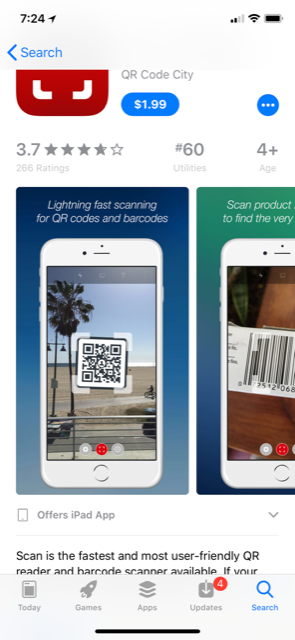 7:24
Search
QR Code City
$1.99
3.7
#60
4+
266 Ratings
Utilities
Age
Lightning fast scanning
for QR codes and barcodes
Scan product
to find the very
Offers iPad App
Scan is the fastest and most user-friendly QR
reader and barcode scanner available. If your
4
Today
Games
Apps
Updates
Search